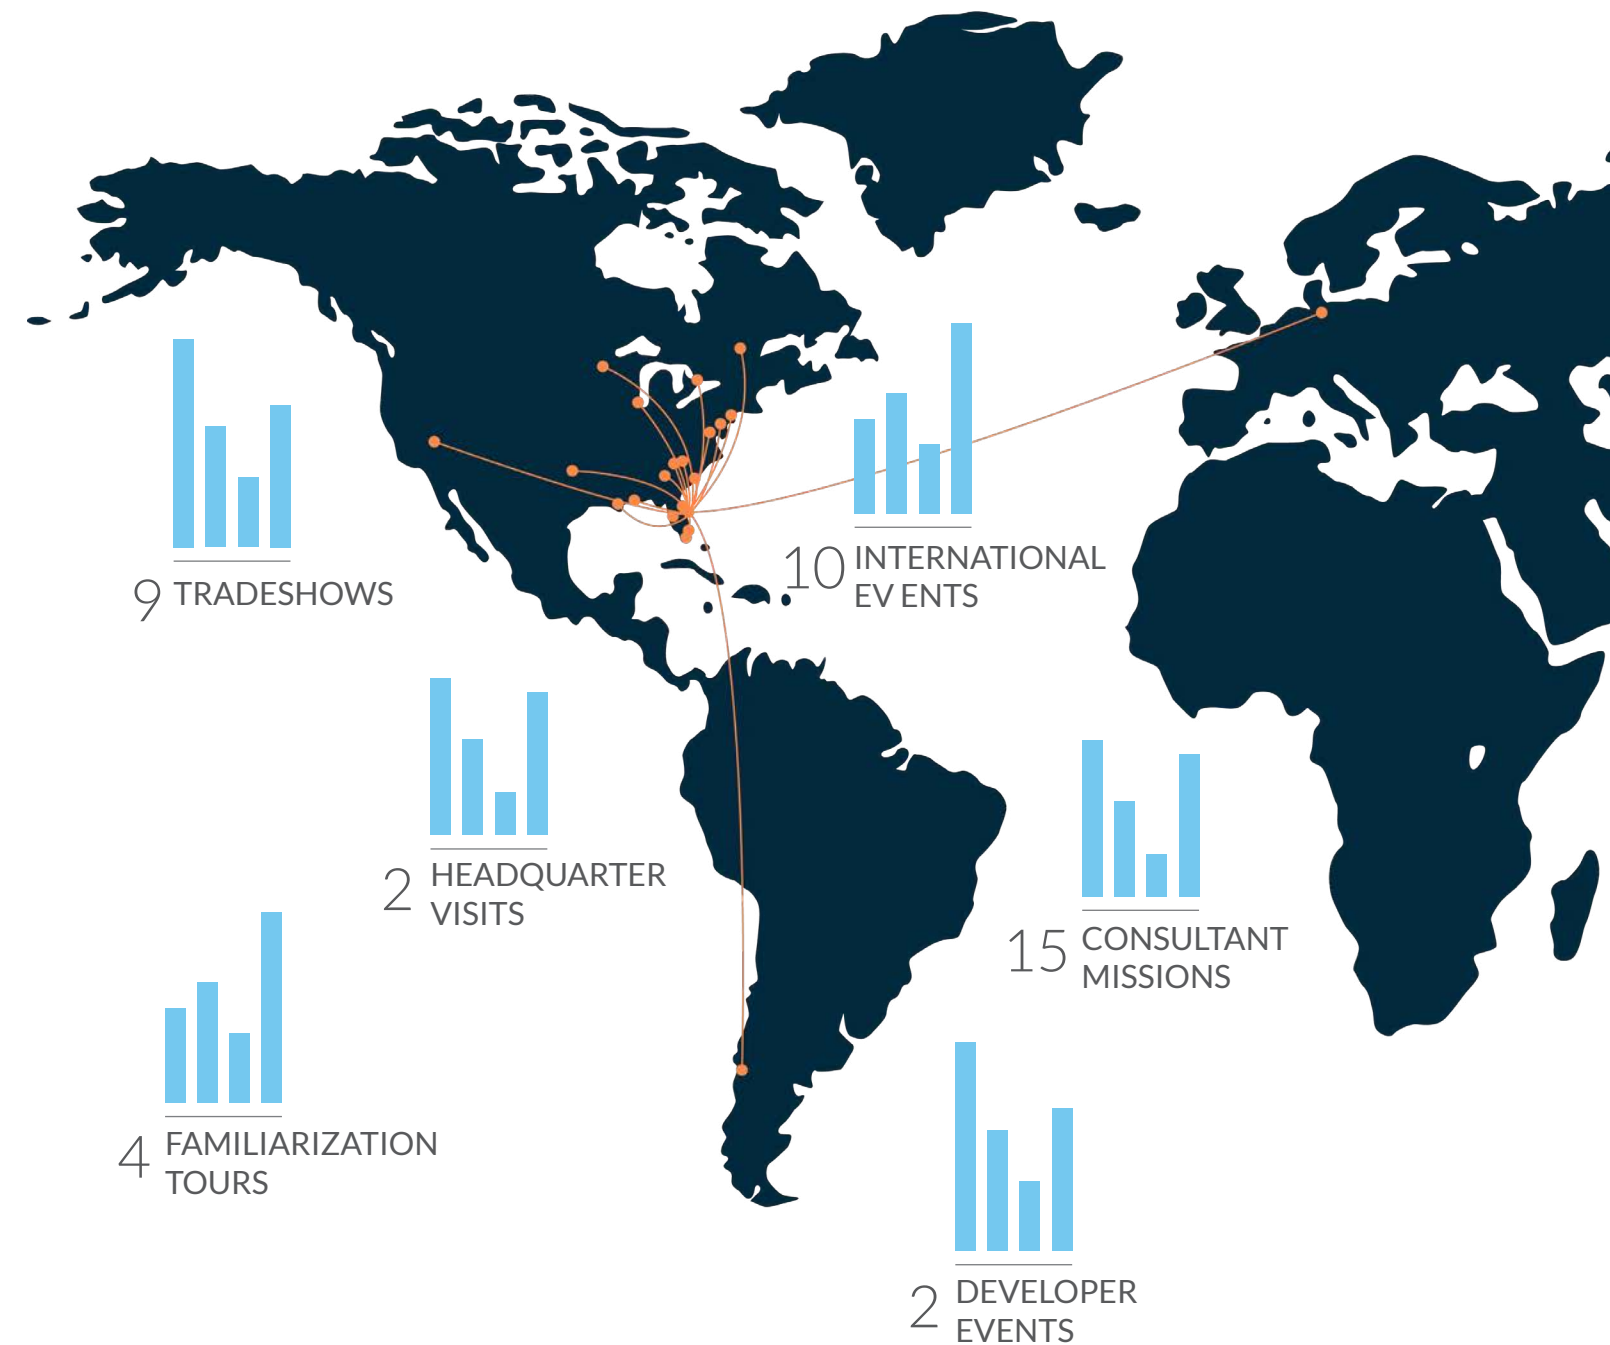 9 TRADESHOWS
10 INTERNATIONAL
EV ENTS
2 HEADQUARTER
VISITS
15 CONSULTANT
MISSIONS
4 FAMILIARIZATION
TOURS
2 DEVELOPER
EVENTS